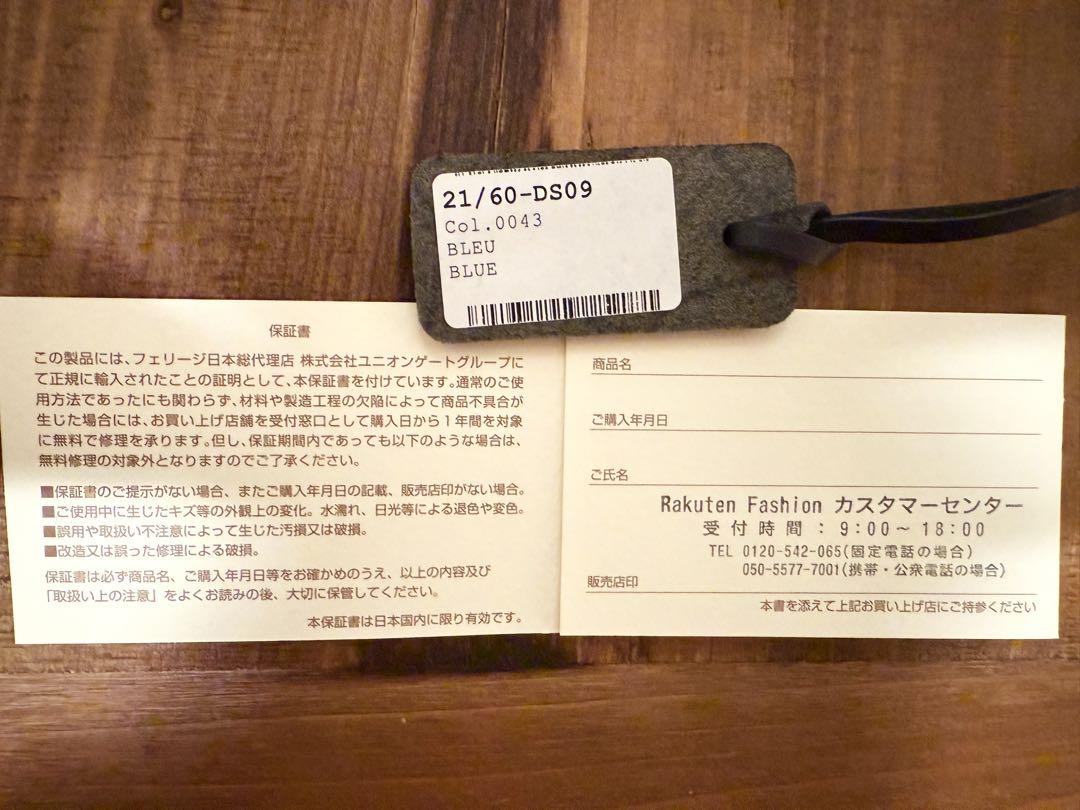 21/60-DS09
Col.0043
BLEU
BLUE
保証書
この製品には、フェリージ日本総代理店 株式会社ユニオンゲートグループに
て正規に輸入されたことの証明として、本保証書を付けています。通常のご使
用方法であったにも関わらず、材料や製造工程の欠陥によって商品不具合が
生じた場合には、お買い上げ店舗を受付窓口として購入日から1年間を対象
に無料で修理を承ります。但し、保証期間内であっても以下のような場合は、
無料修理の対象外となりますのでご了承ください。
■保証書のご提示がない場合、またご購入年月日の記載、販売店印がない場合。
■ご使用中に生じたキズ等の外観上の変化。水濡れ、日光等による退色や変色。
■誤用や取扱い不注意によって生じた汚損又は破損。
■改造又は誤った修理による破損。
保証書は必ず商品名、ご購入年月日等をお確かめのうえ、以上の内容及び
「取扱い上の注意」をよくお読みの後、大切に保管してください。
本保証書は日本国内に限り有効です。
商品名
ご購入年月日
ご氏名
Rakuten Fashion カスタマーセンター
受付時間：9:00～18:00
TEL 0120-542-065(固定電話の場合)
050-5577-7001(携帯・公衆電話の場合)
販売店印
本書を添えて上記お買い上げ店にご持参ください